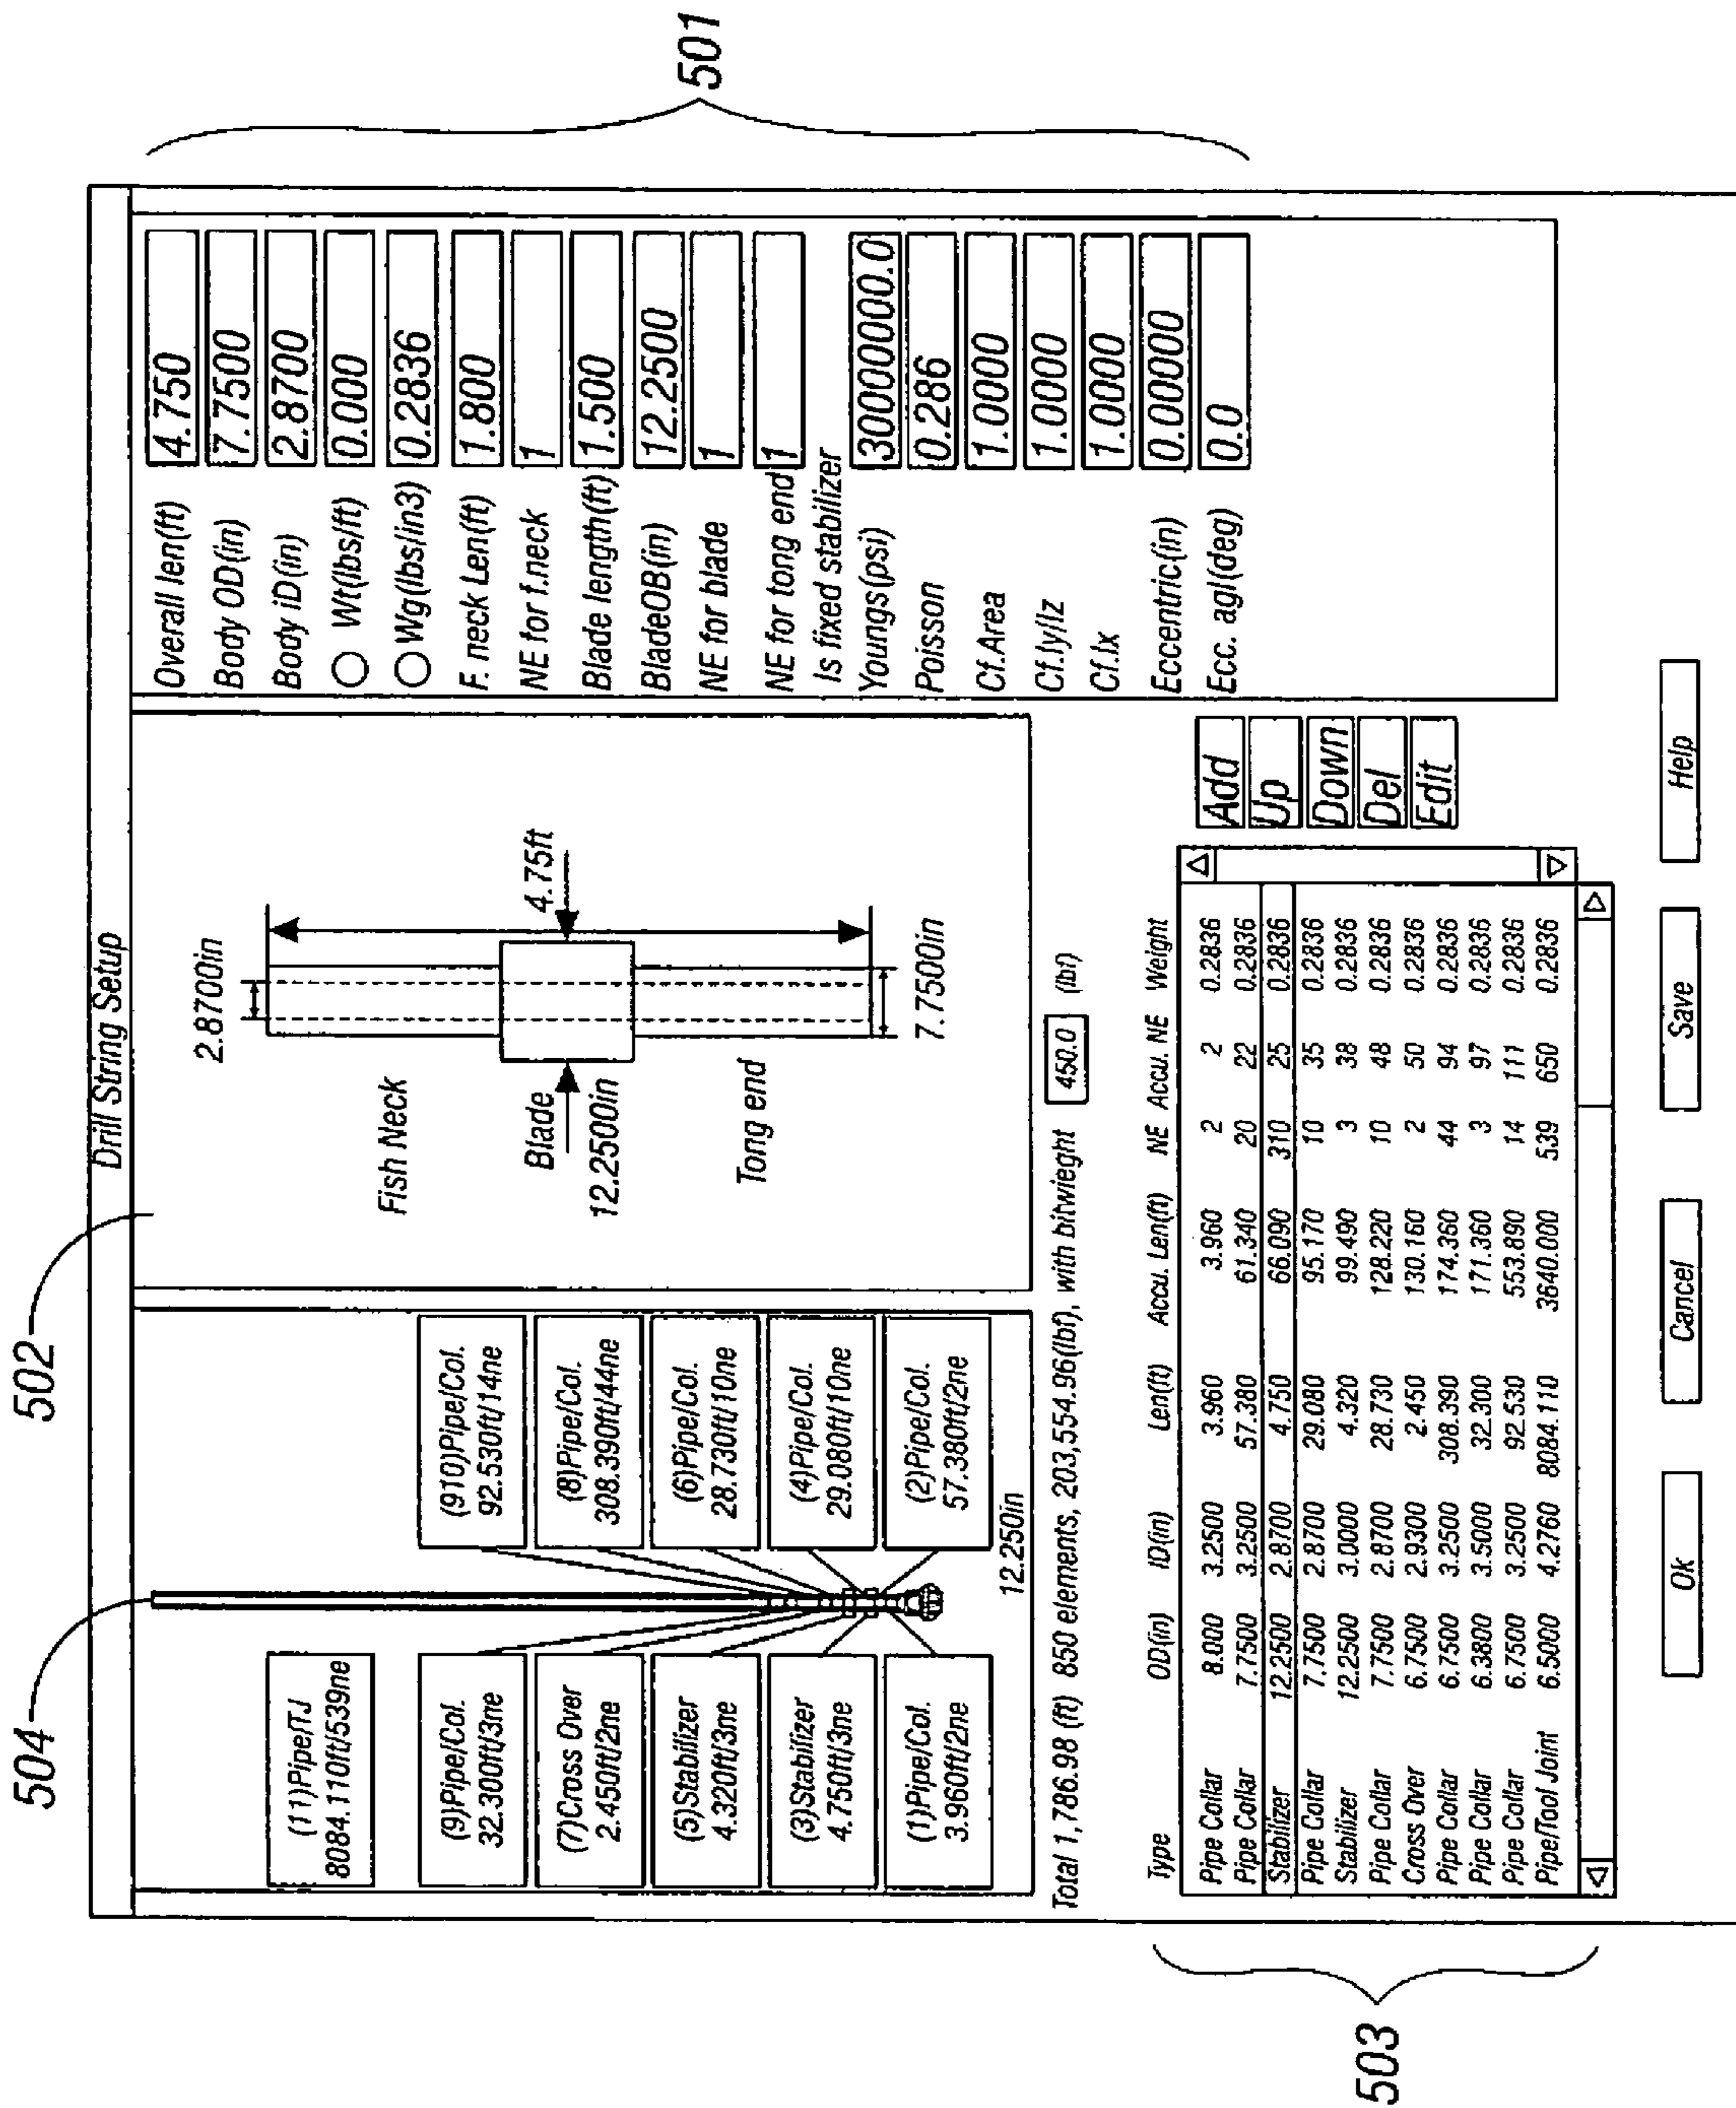 504
502
501
503
Drill String Setup
(11)Pipe/TJ
8084.110ft/539ne
(9)Pipe/Col.
32.300ft/3ne
(7)Cross Over
2.450ft/2ne
(5)Stabilizer
4.320ft/3ne
(3)Stabilizer
4.750ft/3ne
(1)Pipe/Col.
3.960ft/2ne
(910)Pipe/Col.
92.530ft/14ne
(8)Pipe/Col.
308.390ft/44ne
(6)Pipe/Col.
28.730ft/10ne
(4)Pipe/Col.
29.080ft/10ne
(2)Pipe/Col.
57.380ft/2ne
12.250in
2.8700in
Fish Neck
4.75ft
Blade
12.2500in
Tong end
7.7500in
Overall len(ft) 4.750
Body OD(in) 7.7500
Body iD(in) 2.8700
Wt(lbs/ft) 0.000
Wg(lbs/in3) 0.2836
F. neck Len(ft) 1.800
NE for f.neck 1
Blade length(ft) 1.500
BladeOB(in) 12.2500
NE for blade 1
NE for tong end 1
Is fixed stabilizer
Youngs(psi) 30000000.0
Poisson 0.286
Cf.Area 1.0000
Cf.Iy/Iz 1.0000
Cf.Ix 1.0000
Eccentric(in) 0.00000
Ecc. agl(deg) 0.0
Total 1,786.98 (ft) 850 elements, 203,554.96(lbf), with bitwieght 450.0 (lbf)
Type OD(in) ID(in) Len(ft) Accu. Len(ft) NE Accu. NE Weight
Pipe Collar 8.000 3.2500 3.960 3.960 2 2 0.2836
Pipe Collar 7.7500 3.2500 57.380 61.340 20 22 0.2836
Stabilizer 12.2500 2.8700 4.750 66.090 310 25 0.2836
Pipe Collar 7.7500 2.8700 29.080 95.170 10 35 0.2836
Stabilizer 12.2500 3.0000 4.320 99.490 3 38 0.2836
Pipe Collar 7.7500 2.8700 28.730 128.220 10 48 0.2836
Cross Over 6.7500 2.9300 2.450 130.160 2 50 0.2836
Pipe Collar 6.7500 3.2500 308.390 174.360 44 94 0.2836
Pipe Collar 6.3800 3.5000 32.300 171.360 3 97 0.2836
Pipe Collar 6.7500 3.2500 92.530 553.890 14 111 0.2836
Pipe/Tool Joint 6.5000 4.2760 8084.110 3640.000 539 650 0.2836
Add
Up
Down
Del
Edit
Ok
Cancel
Save
Help